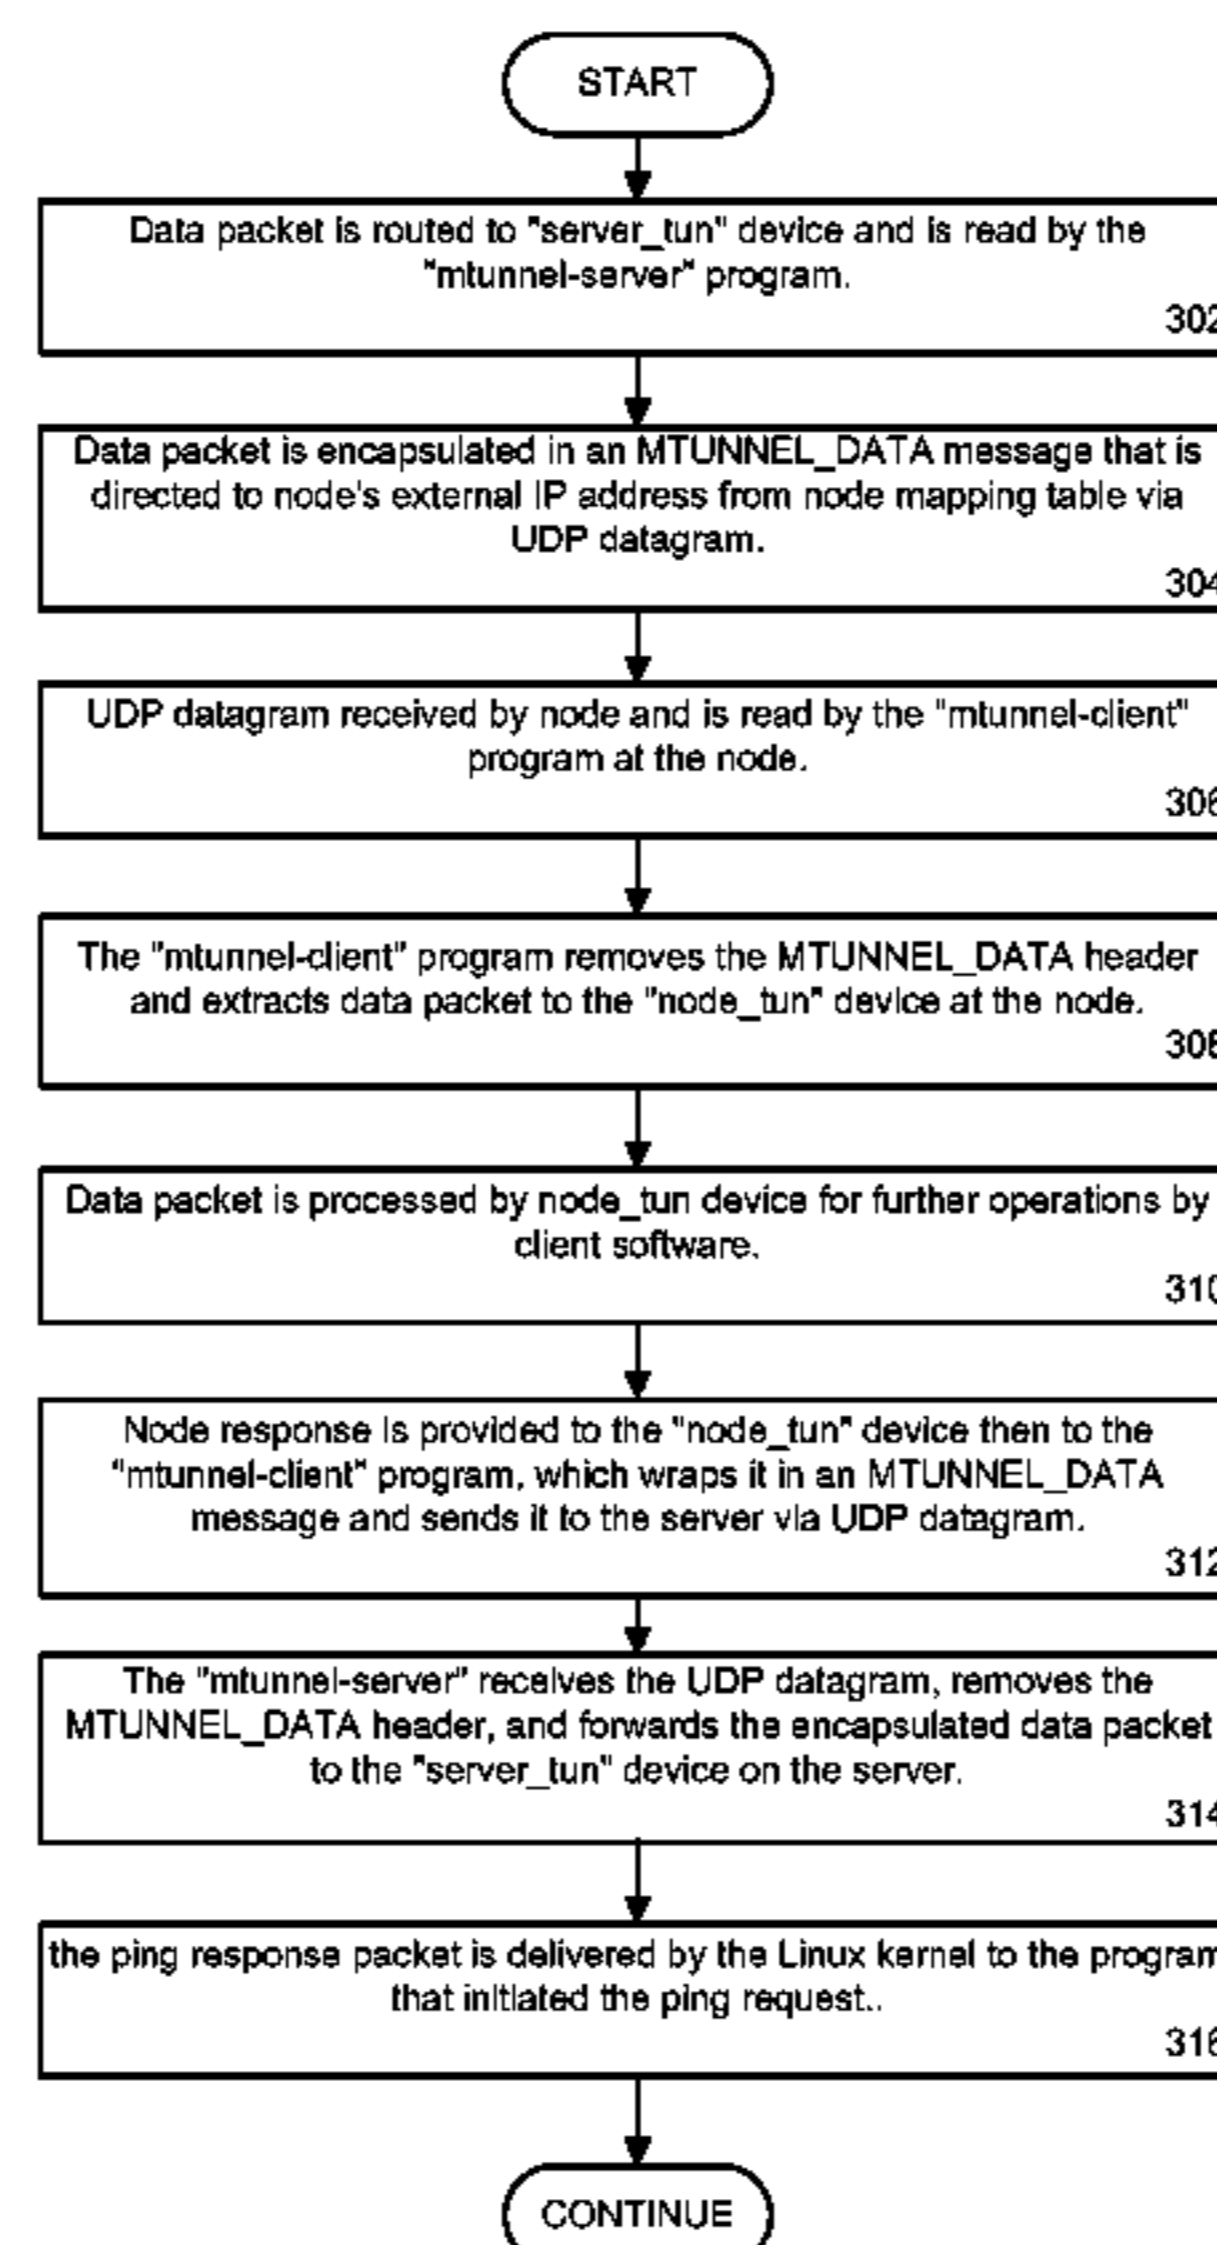 START
Data packet is routed to "server_tun" device and is read by the
"mtunnel-server" program.
302
Data packet is encapsulated in an MTUNNEL_DATA message that is
directed to node's external IP address from node mapping table via
UDP datagram.
304
UDP datagram received by node and is read by the "mtunnel-client"
program at the node.
306
The "mtunnel-client" program removes the MTUNNEL_DATA header
and extracts data packet to the "node_tun" device at the node.
308
Data packet is processed by node_tun device for further operations by
client software.
310
Node response is provided to the "node_tun" device then to the
"mtunnel-client" program, which wraps it in an MTUNNEL_DATA
message and sends it to the server via UDP datagram.
312
The "mtunnel-server" receives the UDP datagram, removes the
MTUNNEL_DATA header, and forwards the encapsulated data packet
to the "server_tun" device on the server.
314
the ping response packet is delivered by the Linux kernel to the program
that initiated the ping request..
316
CONTINUE